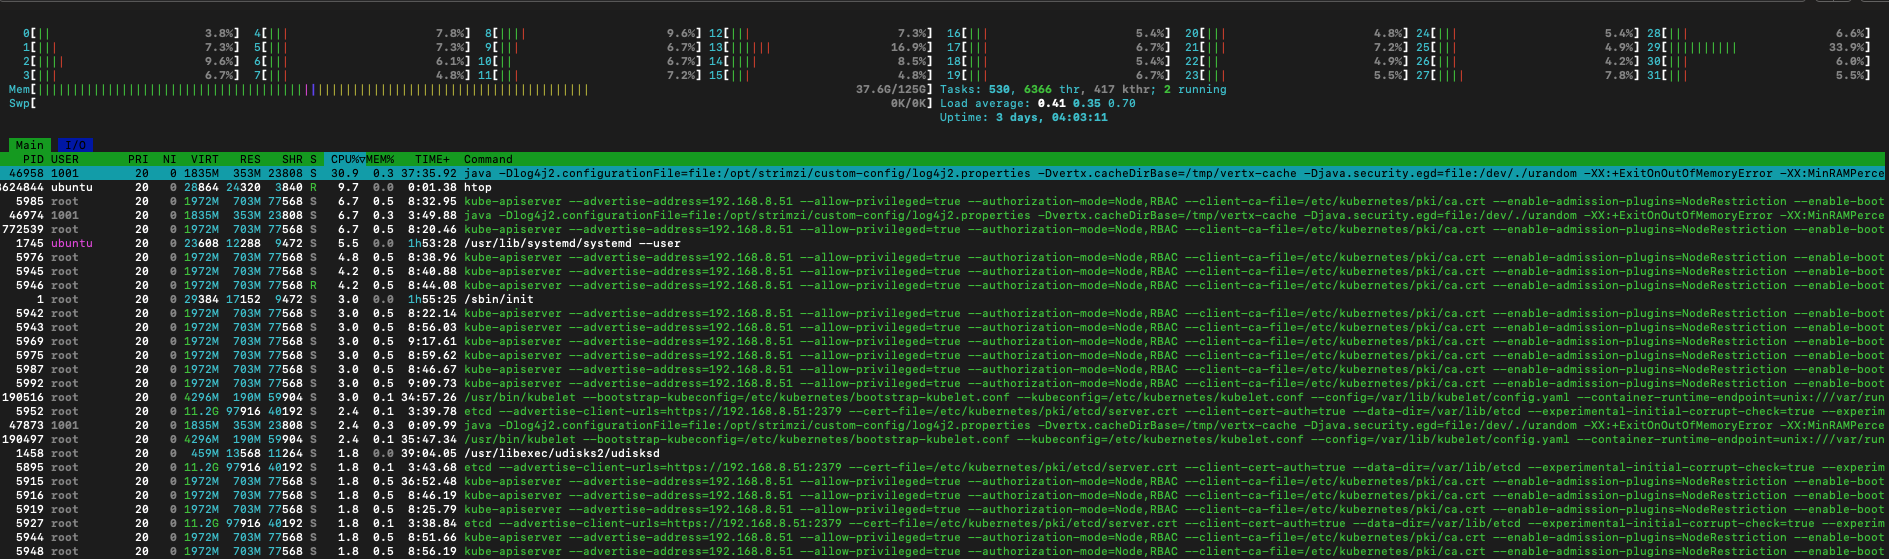 0[|| 3.8%] 4[||| 7.8%] 8[|||| 9.6%] 12[||| 7.3%] 16[||| 5.4%] 20[||| 4.8%] 24[||| 5.4%] 28[||| 6.6%]
1[||| 7.3%] 5[||| 7.3%] 9[||| 6.7%] 13[|||||| 16.9%] 17[||| 6.7%] 21[||| 7.2%] 25[||| 4.9%] 29[|||||||||| 33.9%]
2[|||| 9.6%] 6[||| 6.1%] 10[|| 6.7%] 14[||| 8.5%] 18[||| 5.4%] 22[|| 4.9%] 26[||| 4.2%] 30[||| 6.0%]
3[||| 6.7%] 7[||| 4.8%] 11[||| 7.2%] 15[||| 4.8%] 19[||| 6.7%] 23[|| 5.5%] 27[|||| 7.8%] 31[||| 5.5%]
Mem[ 37.6G/125G] Tasks: 530, 6366 thr, 417 kthr; 2 running
Swp[ 0K/0K] Load average: 0.41 0.35 0.70
Uptime: 3 days, 04:03:11
Main I/O
PID USER PRI NI VIRT RES SHR S CPU%▽MEM% TIME+ Command
46958 1001 20 0 1835M 353M 23808 S 30.9 0.3 37:35.92 java -Dlog4j2.configurationFile=file:/opt/strimzi/custom-config/log4j2.properties -Dvertx.cacheDirBase=/tmp/vertx-cache -Djava.security.egd=file:/dev/./urandom -XX:+ExitOnOutOfMemoryError -XX:MinRAMPerce
3624844 ubuntu 20 0 28864 24320 3840 R 9.7 0.0 0:01.38 htop
5985 root 20 0 1972M 703M 77568 S 6.7 0.5 8:32.95 kube-apiserver --advertise-address=192.168.8.51 --allow-privileged=true --authorization-mode=Node,RBAC --client-ca-file=/etc/kubernetes/pki/ca.crt --enable-admission-plugins=NodeRestriction --enable-boot
46974 1001 20 0 1835M 353M 23808 S 6.7 0.3 3:49.88 java -Dlog4j2.configurationFile=file:/opt/strimzi/custom-config/log4j2.properties -Dvertx.cacheDirBase=/tmp/vertx-cache -Djava.security.egd=file:/dev/./urandom -XX:+ExitOnOutOfMemoryError -XX:MinRAMPerce
772539 root 20 0 1972M 703M 77568 S 6.7 0.5 8:20.46 kube-apiserver --advertise-address=192.168.8.51 --allow-privileged=true --authorization-mode=Node,RBAC --client-ca-file=/etc/kubernetes/pki/ca.crt --enable-admission-plugins=NodeRestriction --enable-boot
1745 ubuntu 20 0 23608 12288 9472 S 5.5 0.0 1h53:28 /usr/lib/systemd/systemd --user
5976 root 20 0 1972M 703M 77568 S 4.8 0.5 8:38.96 kube-apiserver --advertise-address=192.168.8.51 --allow-privileged=true --authorization-mode=Node,RBAC --client-ca-file=/etc/kubernetes/pki/ca.crt --enable-admission-plugins=NodeRestriction --enable-boot
5945 root 20 0 1972M 703M 77568 S 4.2 0.5 8:40.88 kube-apiserver --advertise-address=192.168.8.51 --allow-privileged=true --authorization-mode=Node,RBAC --client-ca-file=/etc/kubernetes/pki/ca.crt --enable-admission-plugins=NodeRestriction --enable-boot
5946 root 20 0 1972M 703M 77568 R 4.2 0.5 8:44.08 kube-apiserver --advertise-address=192.168.8.51 --allow-privileged=true --authorization-mode=Node,RBAC --client-ca-file=/etc/kubernetes/pki/ca.crt --enable-admission-plugins=NodeRestriction --enable-boot
1 root 20 0 29384 17152 9472 S 3.0 0.0 1h55:25 /sbin/init
5942 root 20 0 1972M 703M 77568 S 3.0 0.5 8:22.14 kube-apiserver --advertise-address=192.168.8.51 --allow-privileged=true --authorization-mode=Node,RBAC --client-ca-file=/etc/kubernetes/pki/ca.crt --enable-admission-plugins=NodeRestriction --enable-boot
5943 root 20 0 1972M 703M 77568 S 3.0 0.5 8:56.03 kube-apiserver --advertise-address=192.168.8.51 --allow-privileged=true --authorization-mode=Node,RBAC --client-ca-file=/etc/kubernetes/pki/ca.crt --enable-admission-plugins=NodeRestriction --enable-boot
5969 root 20 0 1972M 703M 77568 S 3.0 0.5 9:17.61 kube-apiserver --advertise-address=192.168.8.51 --allow-privileged=true --authorization-mode=Node,RBAC --client-ca-file=/etc/kubernetes/pki/ca.crt --enable-admission-plugins=NodeRestriction --enable-boot
5975 root 20 0 1972M 703M 77568 S 3.0 0.5 8:59.62 kube-apiserver --advertise-address=192.168.8.51 --allow-privileged=true --authorization-mode=Node,RBAC --client-ca-file=/etc/kubernetes/pki/ca.crt --enable-admission-plugins=NodeRestriction --enable-boot
5987 root 20 0 1972M 703M 77568 S 3.0 0.5 8:46.67 kube-apiserver --advertise-address=192.168.8.51 --allow-privileged=true --authorization-mode=Node,RBAC --client-ca-file=/etc/kubernetes/pki/ca.crt --enable-admission-plugins=NodeRestriction --enable-boot
5992 root 20 0 1972M 703M 77568 S 3.0 0.5 9:09.73 kube-apiserver --advertise-address=192.168.8.51 --allow-privileged=true --authorization-mode=Node,RBAC --client-ca-file=/etc/kubernetes/pki/ca.crt --enable-admission-plugins=NodeRestriction --enable-boot
190516 root 20 0 4296M 190M 59904 S 3.0 0.1 34:57.26 /usr/bin/kubelet --bootstrap-kubeconfig=/etc/kubernetes/bootstrap-kubelet.conf --kubeconfig=/etc/kubernetes/kubelet.conf --config=/var/lib/kubelet/config.yaml --container-runtime-endpoint=unix:///var/run
5952 root 20 0 11.2G 97916 40192 S 2.4 0.1 3:39.78 etcd --advertise-client-urls=https://192.168.8.51:2379 --cert-file=/etc/kubernetes/pki/etcd/server.crt --client-cert-auth=true --data-dir=/var/lib/etcd --experimental-initial-corrupt-check=true --experim
47873 1001 20 0 1835M 353M 23808 S 2.4 0.3 0:09.99 java -Dlog4j2.configurationFile=file:/opt/strimzi/custom-config/log4j2.properties -Dvertx.cacheDirBase=/tmp/vertx-cache -Djava.security.egd=file:/dev/./urandom -XX:+ExitOnOutOfMemoryError -XX:MinRAMPerce
190497 root 20 0 4296M 190M 59904 S 2.4 0.1 35:47.34 /usr/bin/kubelet --bootstrap-kubeconfig=/etc/kubernetes/bootstrap-kubelet.conf --kubeconfig=/etc/kubernetes/kubelet.conf --config=/var/lib/kubelet/config.yaml --container-runtime-endpoint=unix:///var/run
1458 root 20 0 459M 13568 11264 S 1.8 0.0 39:04.05 /usr/libexec/udisks2/udisksd
5895 root 20 0 11.2G 97916 40192 S 1.8 0.1 3:43.68 etcd --advertise-client-urls=https://192.168.8.51:2379 --cert-file=/etc/kubernetes/pki/etcd/server.crt --client-cert-auth=true --data-dir=/var/lib/etcd --experimental-initial-corrupt-check=true --experim
5915 root 20 0 1972M 703M 77568 S 1.8 0.5 36:52.48 kube-apiserver --advertise-address=192.168.8.51 --allow-privileged=true --authorization-mode=Node,RBAC --client-ca-file=/etc/kubernetes/pki/ca.crt --enable-admission-plugins=NodeRestriction --enable-boot
5916 root 20 0 1972M 703M 77568 S 1.8 0.5 8:46.19 kube-apiserver --advertise-address=192.168.8.51 --allow-privileged=true --authorization-mode=Node,RBAC --client-ca-file=/etc/kubernetes/pki/ca.crt --enable-admission-plugins=NodeRestriction --enable-boot
5919 root 20 0 1972M 703M 77568 S 1.8 0.5 8:25.79 kube-apiserver --advertise-address=192.168.8.51 --allow-privileged=true --authorization-mode=Node,RBAC --client-ca-file=/etc/kubernetes/pki/ca.crt --enable-admission-plugins=NodeRestriction --enable-boot
5927 root 20 0 11.2G 97916 40192 S 1.8 0.1 3:38.84 etcd --advertise-client-urls=https://192.168.8.51:2379 --cert-file=/etc/kubernetes/pki/etcd/server.crt --client-cert-auth=true --data-dir=/var/lib/etcd --experimental-initial-corrupt-check=true --experim
5944 root 20 0 1972M 703M 77568 S 1.8 0.5 8:51.66 kube-apiserver --advertise-address=192.168.8.51 --allow-privileged=true --authorization-mode=Node,RBAC --client-ca-file=/etc/kubernetes/pki/ca.crt --enable-admission-plugins=NodeRestriction --enable-boot
5948 root 20 0 1972M 703M 77568 S 1.8 0.5 8:56.19 kube-apiserver --advertise-address=192.168.8.51 --allow-privileged=true --authorization-mode=Node,RBAC --client-ca-file=/etc/kubernetes/pki/ca.crt --enable-admission-plugins=NodeRestriction --enable-boot